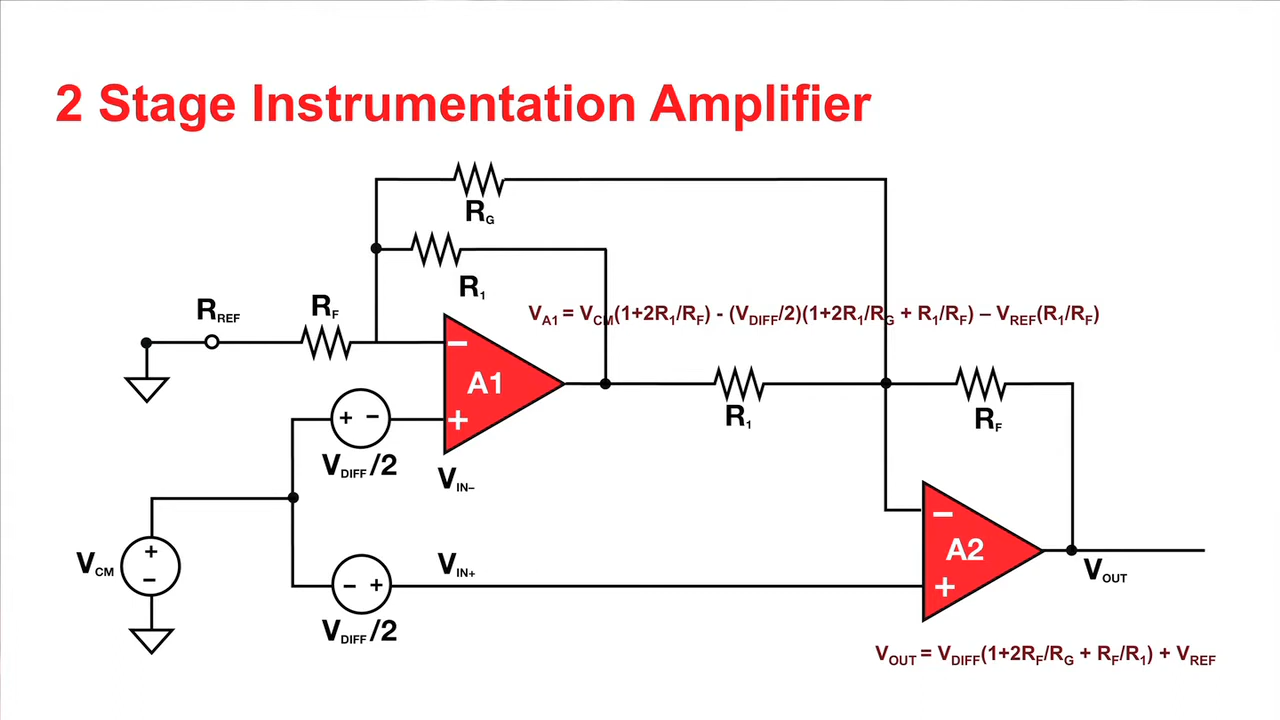 2 Stage Instrumentation Amplifier
RG
R1
RREF
RF
VA1 = VCM(1+2R1/RF) - (VDIFF/2)(1+2R1/RG + R1/RF) – VREF(R1/RF)
−
A1
+
R1
RF
+ −
VDIFF/2
VIN–
−
A2
+
VCM
+
−
VIN+
− +
VOUT
VDIFF/2
VOUT = VDIFF(1+2RF/RG + RF/R1) + VREF